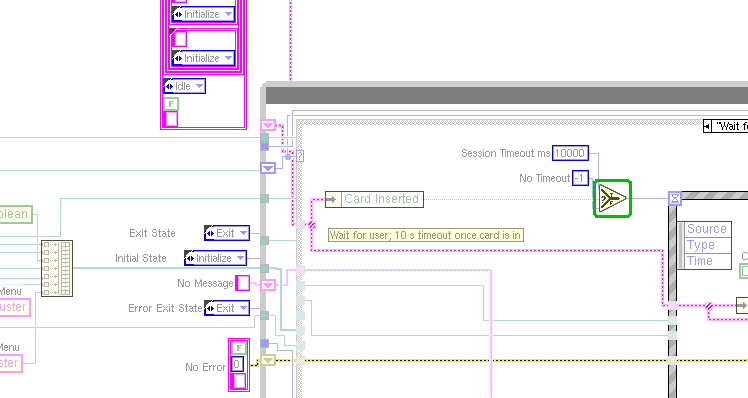 Initialize
Initialize
Idle
F
"Wait fo
Session Timeout ms 10000
No Timeout -1
?
T
F
Card Inserted
olean
Source
Type
Time
Exit State Exit
Wait for user; 10 s timeout once card is in
Initial State Initialize
C
No Message
Menu
uster
Error Exit State Exit
Menu
ster
F
No Error 0